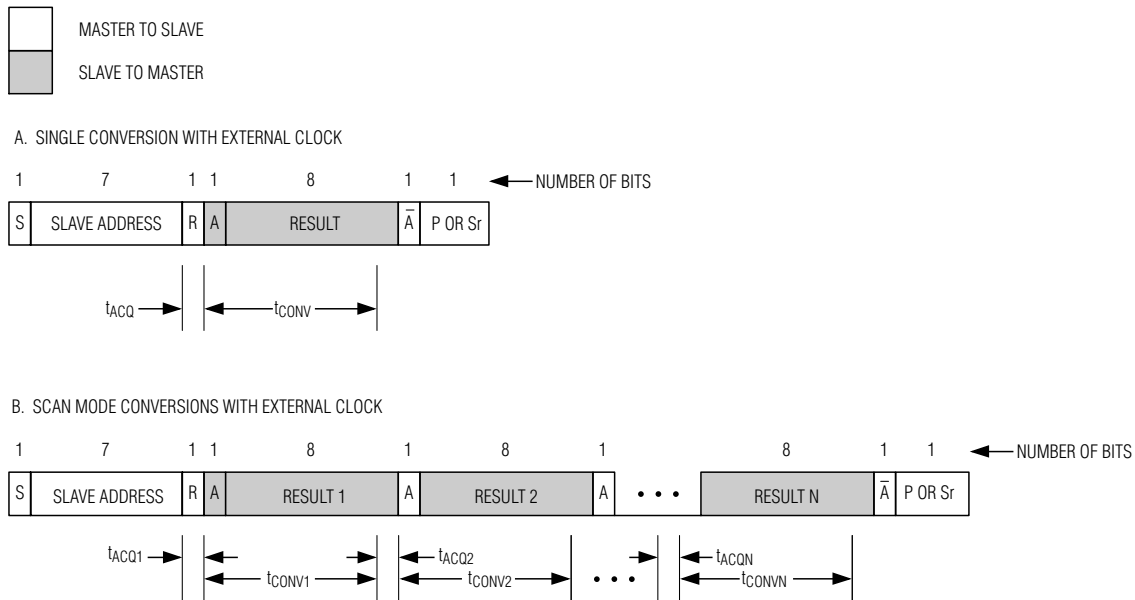 MASTER TO SLAVE
SLAVE TO MASTER
A. SINGLE CONVERSION WITH EXTERNAL CLOCK
1 7 1 1 8 1 1 NUMBER OF BITS
S SLAVE ADDRESS R A RESULT A̅ P OR Sr
tACQ tCONV
B. SCAN MODE CONVERSIONS WITH EXTERNAL CLOCK
1 7 1 1 8 1 8 1 8 1 1 NUMBER OF BITS
S SLAVE ADDRESS R A RESULT 1 A RESULT 2 A • • • RESULT N A̅ P OR Sr
tACQ1 tACQ2 tACQN
tCONV1 tCONV2 • • • tCONVN